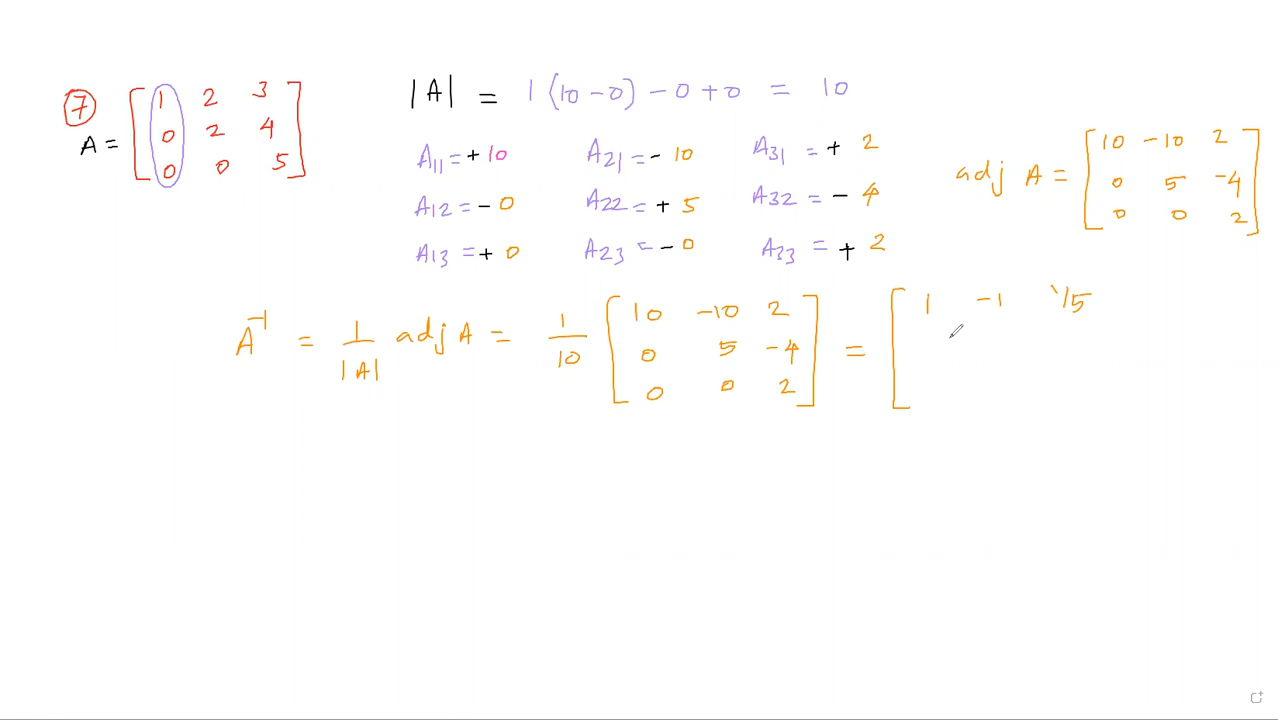 ⑦ A = [ 1 2 3
0 2 4
0 0 5 ]
|A| = 1 (10 - 0) - 0 + 0 = 10
A11 = + 10 A21 = - 10 A31 = + 2
A12 = - 0 A22 = + 5 A32 = - 4
A13 = + 0 A23 = - 0 A33 = + 2
adj A = [ 10 -10 2
0 5 -4
0 0 2 ]
A⁻¹ = 1/|A| adj A = 1/10 [ 10 -10 2
0 5 -4
0 0 2 ] = [ 1 -1 1/5